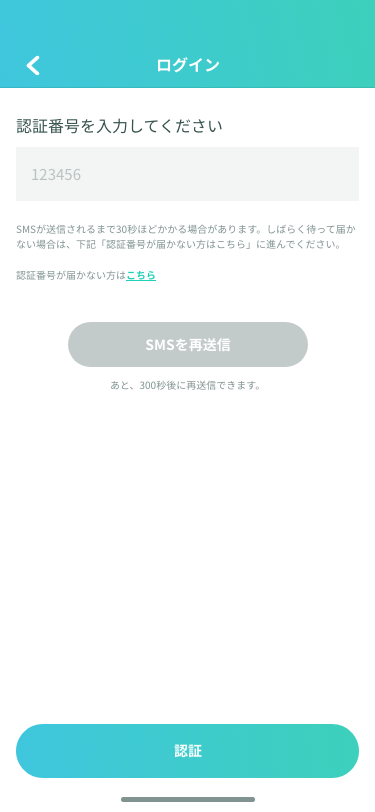 ログイン
認証番号を入力してください
123456
SMSが送信されるまで30秒ほどかかる場合があります。しばらく待って届か
ない場合は、下記「認証番号が届かない方はこちら」に進んでください。
認証番号が届かない方はこちら
SMSを再送信
あと、300秒後に再送信できます。
認証